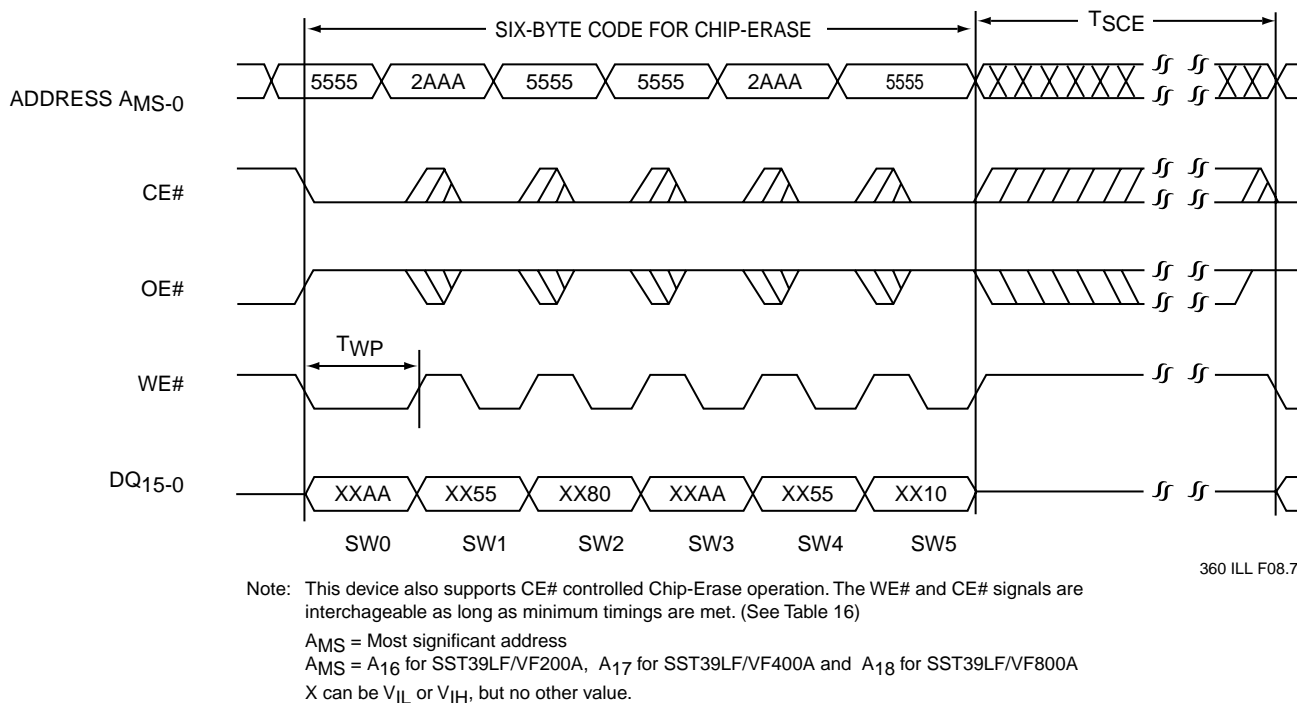 SIX-BYTE CODE FOR CHIP-ERASE
TSCE
ADDRESS AMS-0
5555 2AAA 5555 5555 2AAA 5555
CE#
OE#
TWP
WE#
DQ15-0
XXAA XX55 XX80 XXAA XX55 XX10
SW0 SW1 SW2 SW3 SW4 SW5
360 ILL F08.7
Note: This device also supports CE# controlled Chip-Erase operation. The WE# and CE# signals are
interchageable as long as minimum timings are met. (See Table 16)
AMS = Most significant address
AMS = A16 for SST39LF/VF200A, A17 for SST39LF/VF400A and A18 for SST39LF/VF800A
X can be VIL or VIH, but no other value.